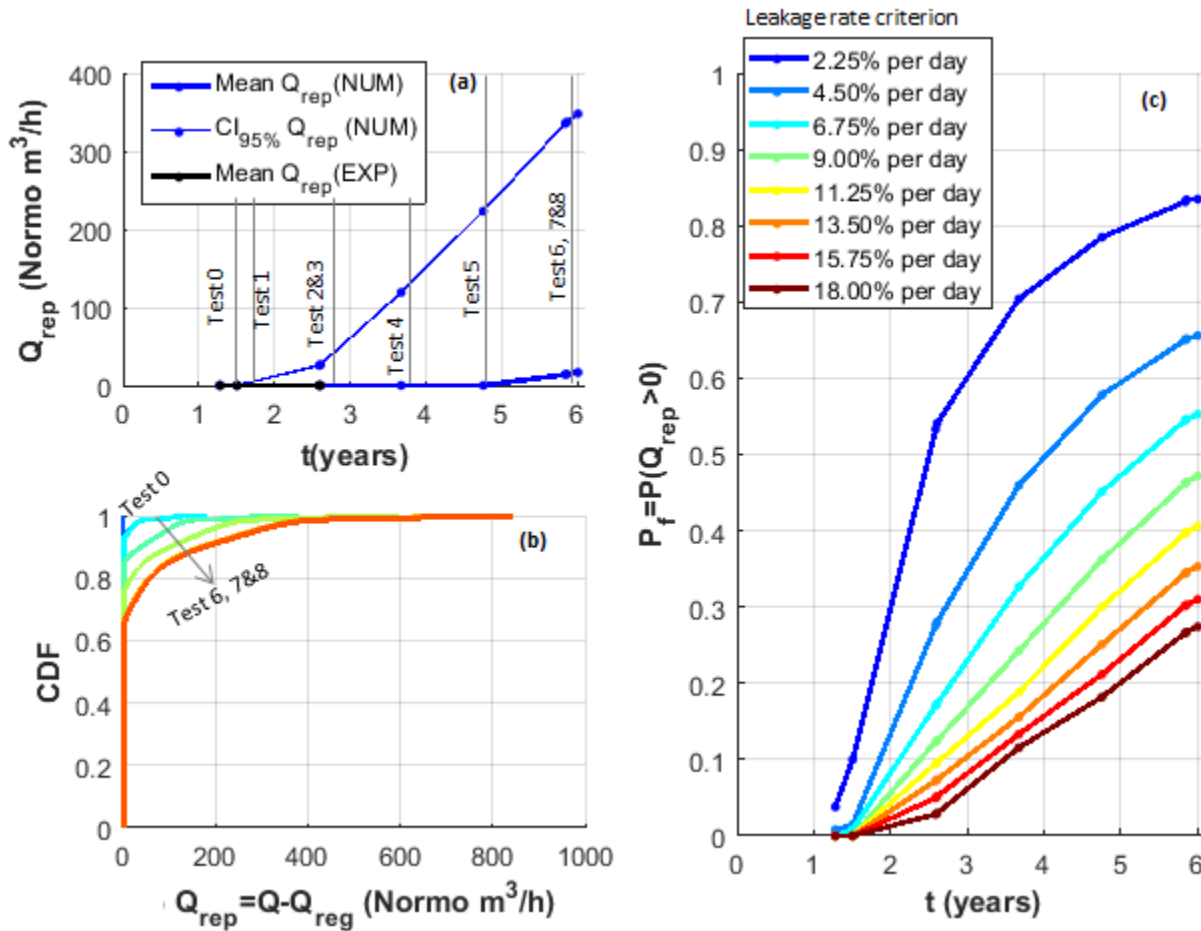 Leakage rate criterion
2.25% per day
4.50% per day
6.75% per day
9.00% per day
11.25% per day
13.50% per day
15.75% per day
18.00% per day
Mean Q_rep(NUM)
CI_95% Q_rep (NUM)
Mean Q_rep(EXP)
(a)
400
300
200
100
0
Q_rep (Normo m³/h)
Test 0
Test 1
Test 2&3
Test 4
Test 5
Test 6, 7&8
0 1 2 3 4 5 6
t(years)
1
0.8
0.6
0.4
0.2
0
CDF
Test 0
Test 6, 7&8
(b)
0 200 400 600 800 1000
Q_rep=Q-Q_reg (Normo m³/h)
(c)
1
0.9
0.8
0.7
0.6
0.5
0.4
0.3
0.2
0.1
0
P_f=P(Q_rep >0)
0 1 2 3 4 5 6
t (years)